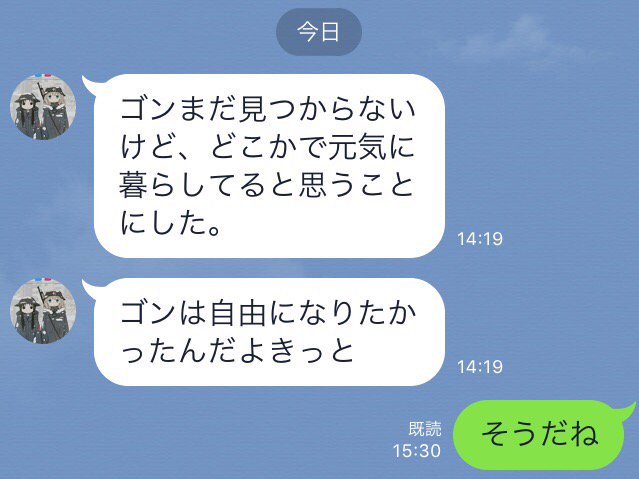 今日
ゴンまだ見つからない
けど、どこかで元気に
暮らしてると思うこと
にした。
14:19
ゴンは自由になりたか
ったんだよきっと
14:19
そうだね
既読
15:30